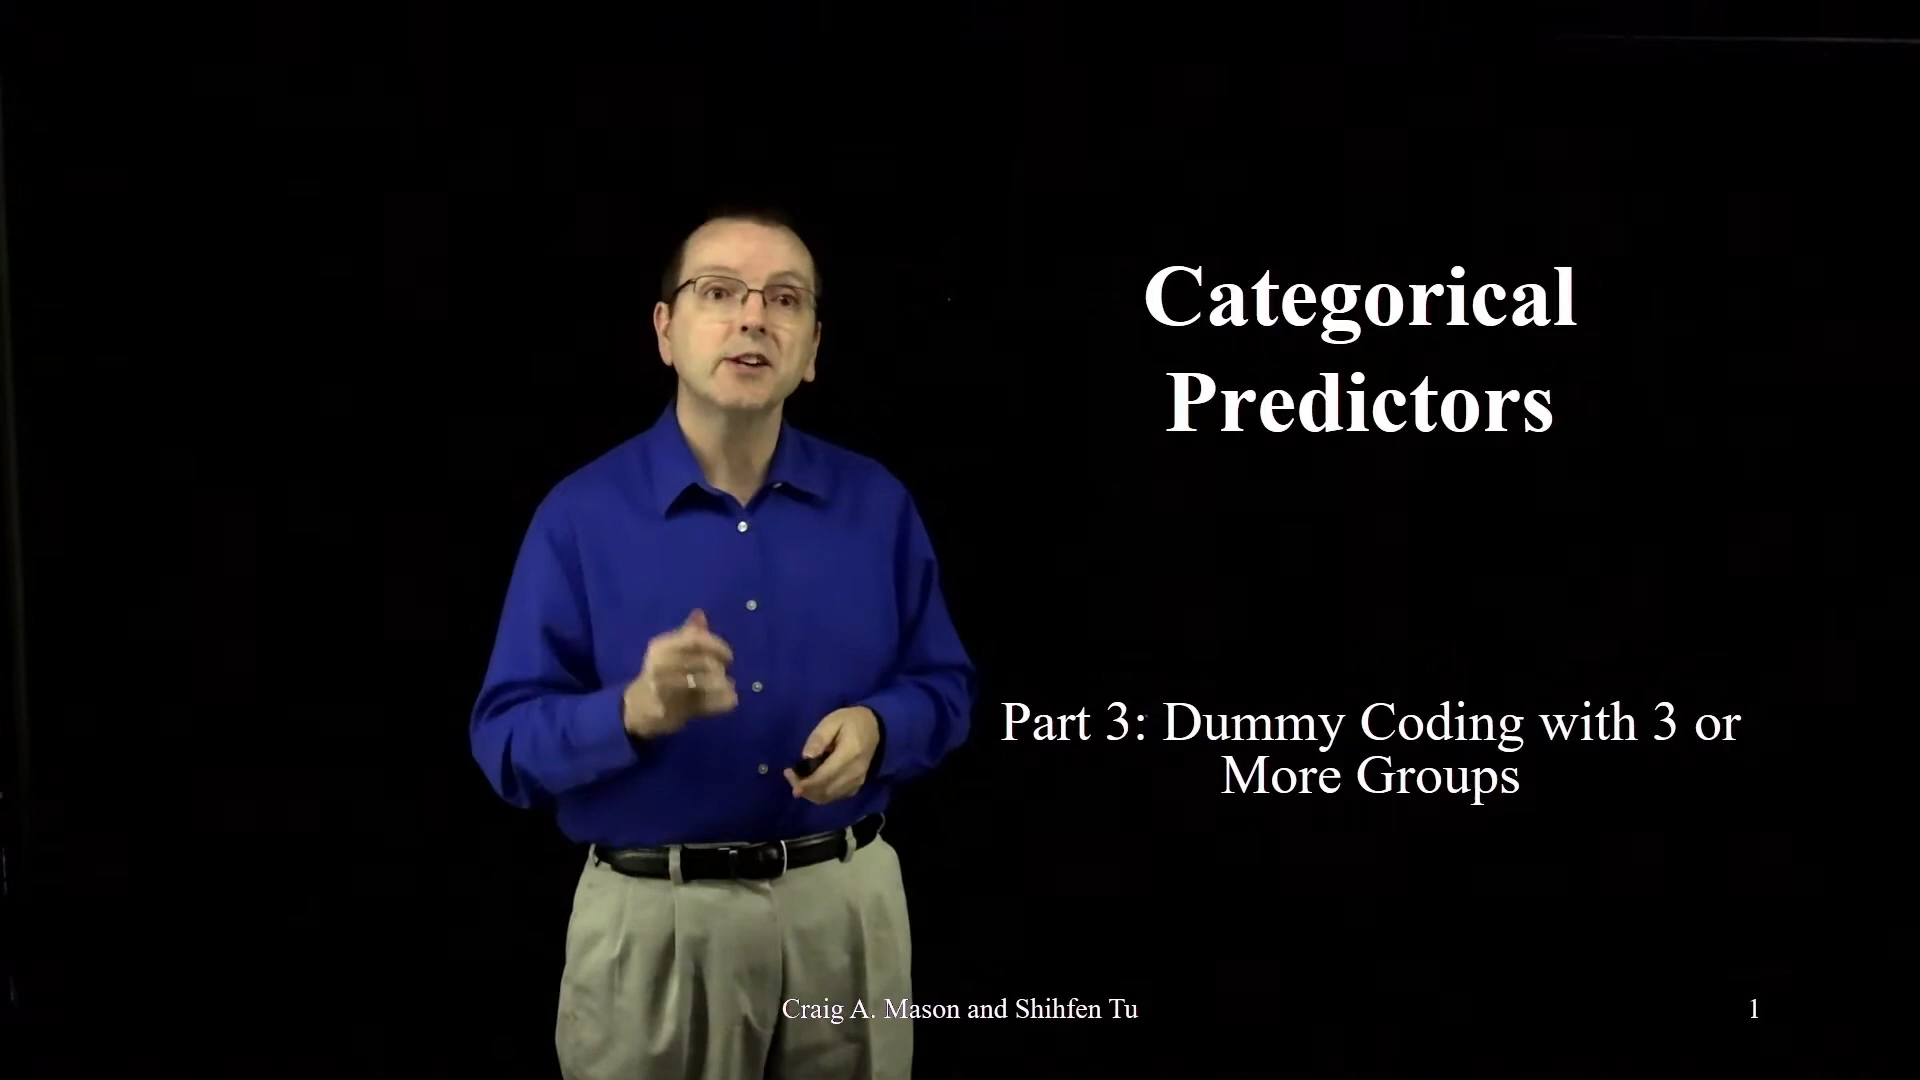 Categorical
Predictors
Part 3: Dummy Coding with 3 or
More Groups
Craig A. Mason and Shihfen Tu
1